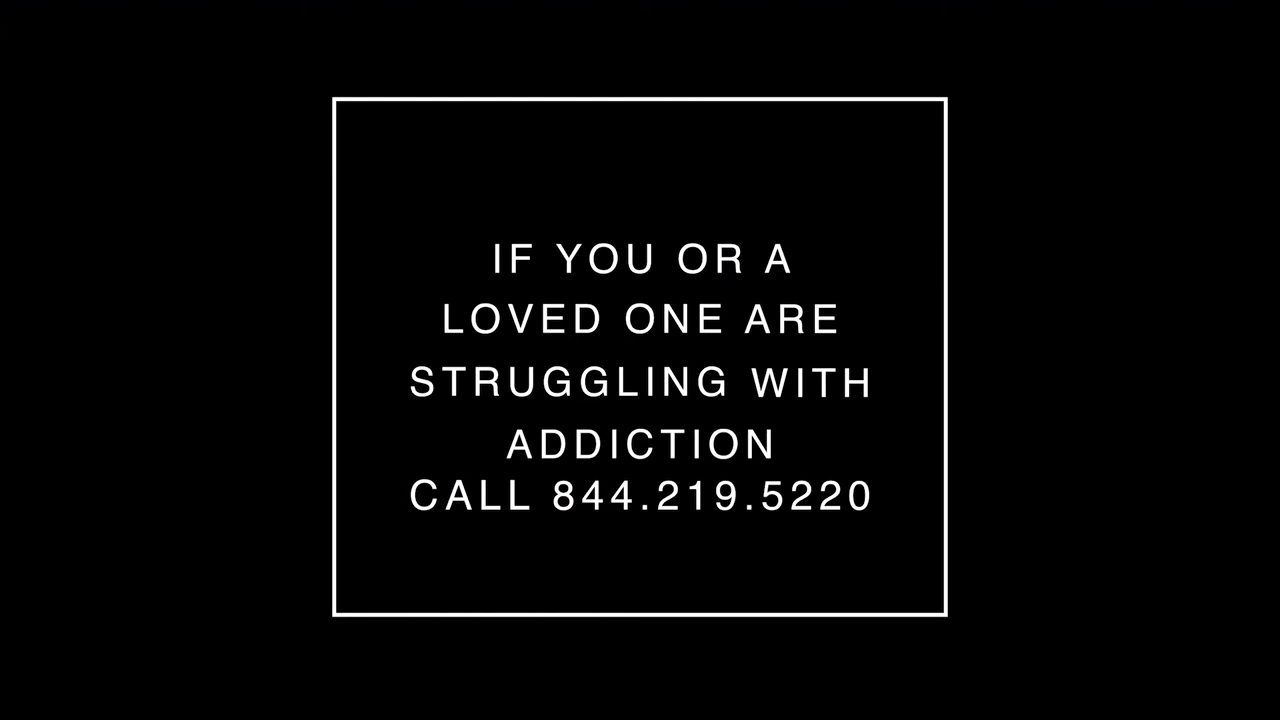 IF YOU OR A
LOVED ONE ARE
STRUGGLING WITH
ADDICTION
CALL 844.219.5220